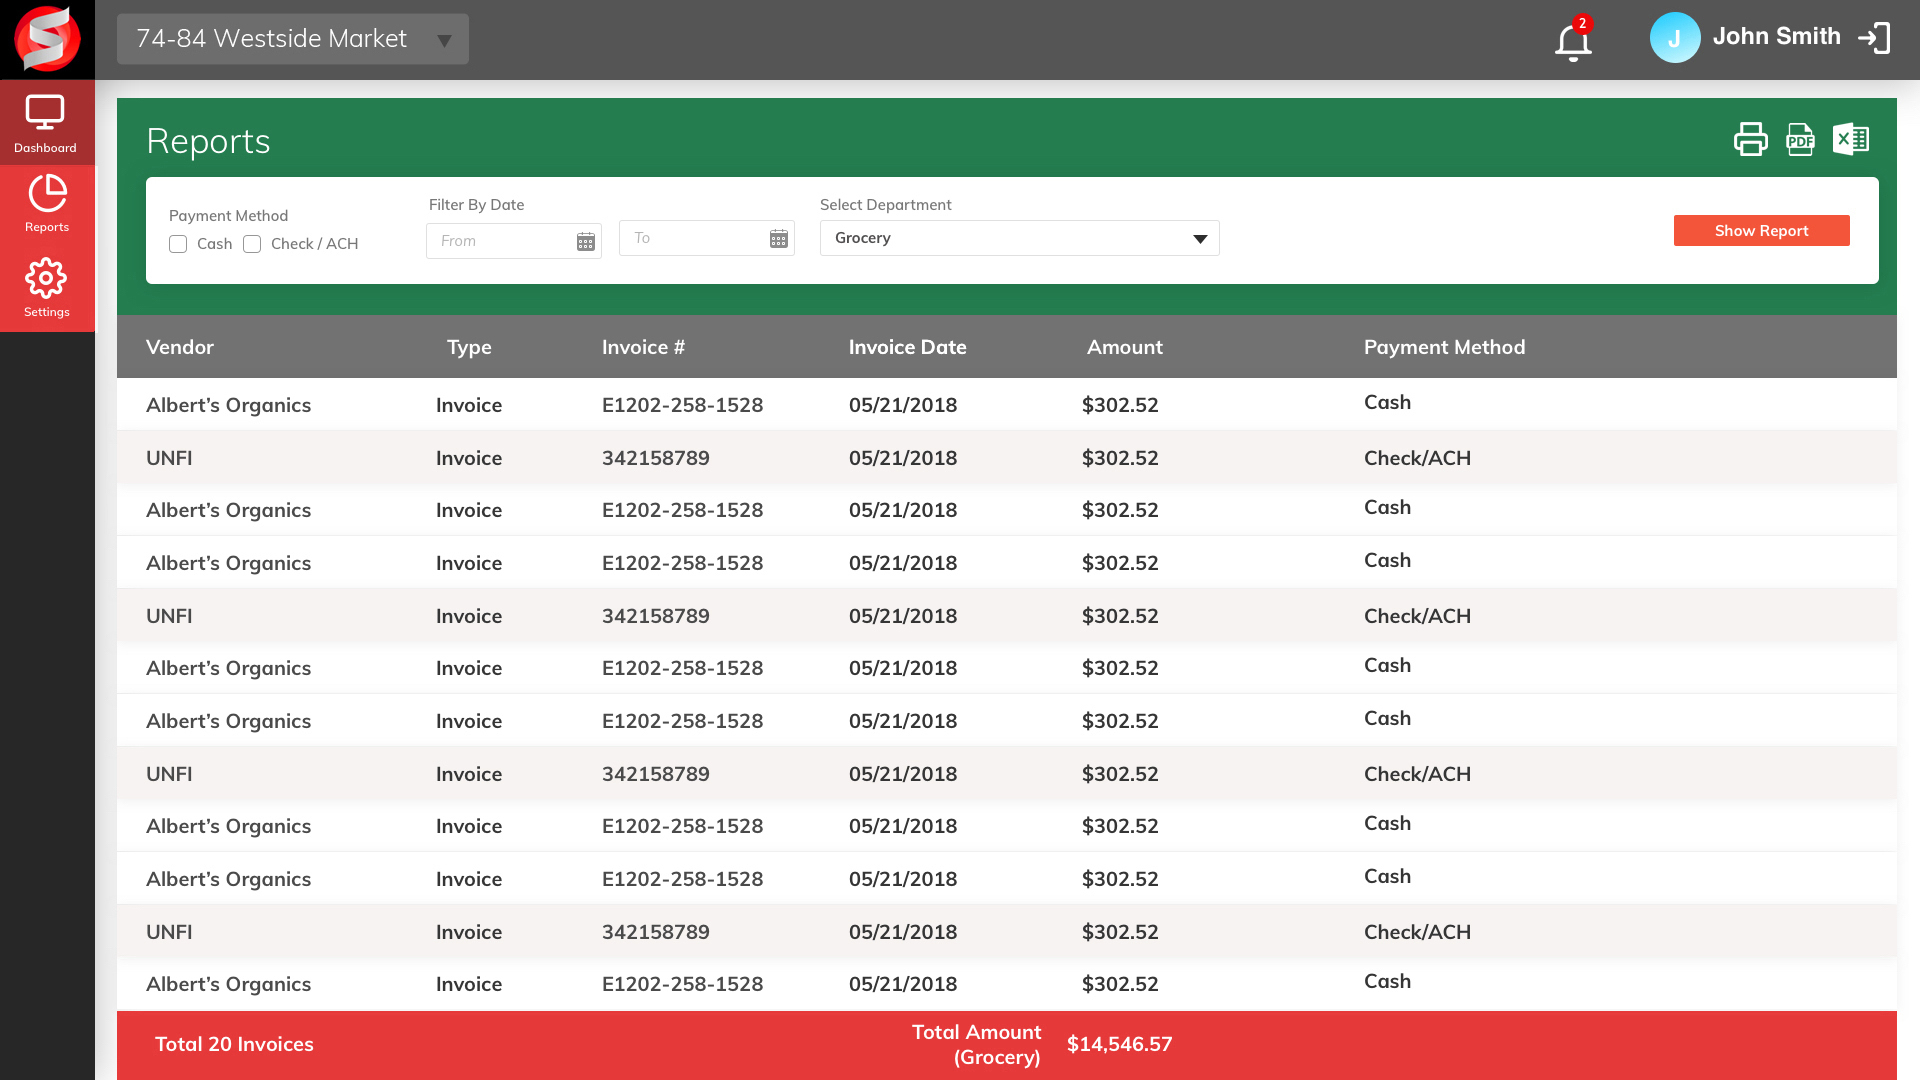 74-84 Westside Market
2
J
John Smith
Dashboard
Reports
Settings
Reports
PDF
X
Payment Method
Cash
Check / ACH
Filter By Date
From
To
Select Department
Grocery
Show Report
Vendor Type Invoice # Invoice Date Amount Payment Method
Albert’s Organics Invoice E1202-258-1528 05/21/2018 $302.52 Cash
UNFI Invoice 342158789 05/21/2018 $302.52 Check/ACH
Albert’s Organics Invoice E1202-258-1528 05/21/2018 $302.52 Cash
Albert’s Organics Invoice E1202-258-1528 05/21/2018 $302.52 Cash
UNFI Invoice 342158789 05/21/2018 $302.52 Check/ACH
Albert’s Organics Invoice E1202-258-1528 05/21/2018 $302.52 Cash
Albert’s Organics Invoice E1202-258-1528 05/21/2018 $302.52 Cash
UNFI Invoice 342158789 05/21/2018 $302.52 Check/ACH
Albert’s Organics Invoice E1202-258-1528 05/21/2018 $302.52 Cash
Albert’s Organics Invoice E1202-258-1528 05/21/2018 $302.52 Cash
UNFI Invoice 342158789 05/21/2018 $302.52 Check/ACH
Albert’s Organics Invoice E1202-258-1528 05/21/2018 $302.52 Cash
Total 20 Invoices
Total Amount
(Grocery)
$14,546.57